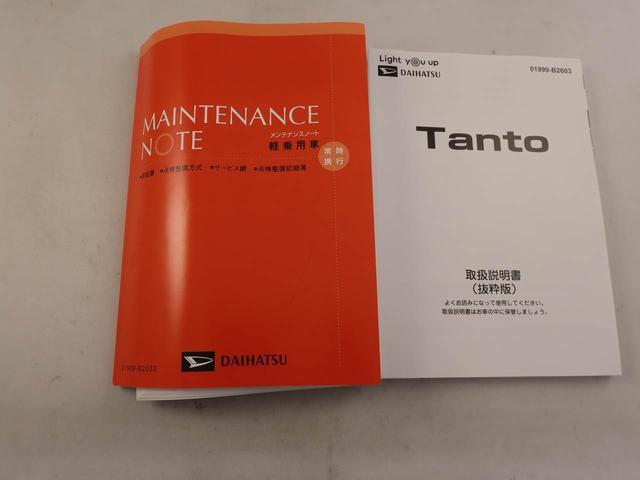 MAINTENANCE
NOTE
メンテナンスノート
軽乗用車
常時
携行
●保証書 ●点検整備方式 ●サービス網 ●点検整備記録簿
DAIHATSU
01999-B2032
Light you up
DAIHATSU
01999-B2603
Tanto
取扱説明書
(抜粋版)
よくお読みになって使用してください。
取扱説明書はお車の中に保管しましょう。